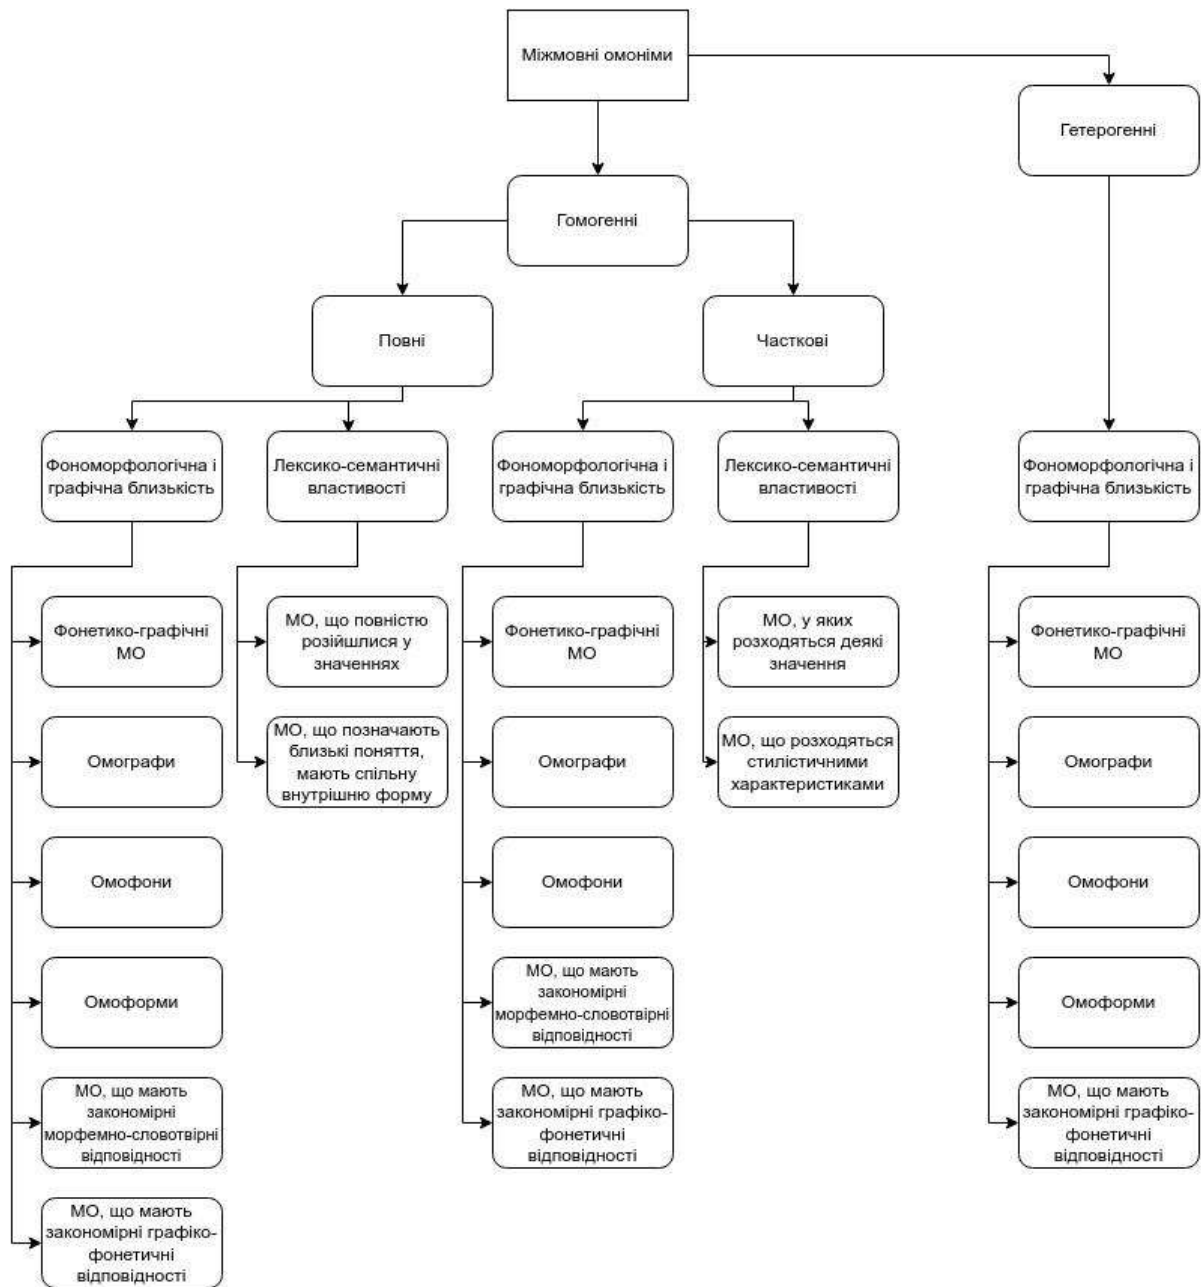 Міжмовні омоніми
Гетерогенні
Гомогенні
Повні
Часткові
Фономорфологічна і
графічна близькість
Лексико-семантичні
властивості
Фономорфологічна і
графічна близькість
Лексико-семантичні
властивості
Фономорфологічна і
графічна близькість
Фонетико-графічні
МО
Омографи
Омофони
Омоформи
МО, що мають
закономірні
морфемно-словотвірні
відповідності
МО, що мають
закономірні графіко-
фонетичні
відповідності
МО, що повністю
розійшлися у
значеннях
МО, що позначають
близькі поняття,
мають спільну
внутрішню форму
Фонетико-графічні
МО
Омографи
Омофони
МО, що мають
закономірні
морфемно-словотвірні
відповідності
МО, що мають
закономірні графіко-
фонетичні
відповідності
МО, у яких
розходяться деякі
значення
МО, що розходяться
стилістичними
характеристиками
Фонетико-графічні
МО
Омографи
Омофони
Омоформи
МО, що мають
закономірні графіко-
фонетичні
відповідності